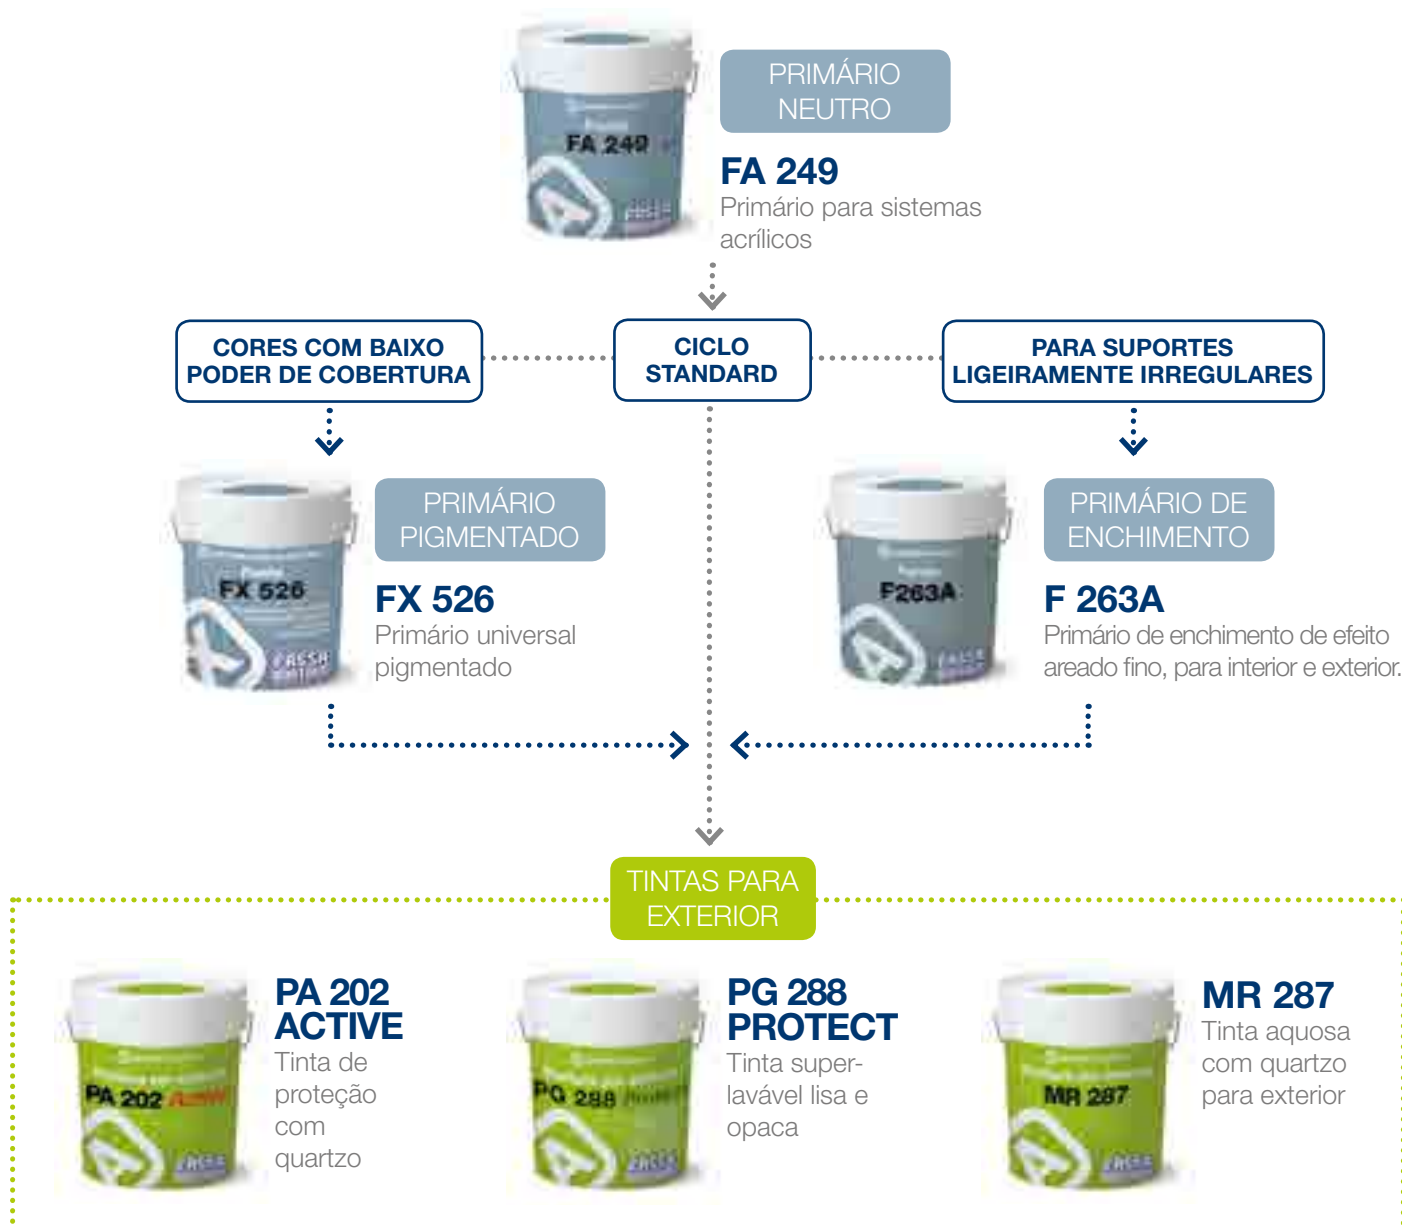 PRIMÁRIO
NEUTRO
FA 249
FA 249
Primário para sistemas
acrílicos
CORES COM BAIXO
PODER DE COBERTURA
CICLO
STANDARD
PARA SUPORTES
LIGEIRAMENTE IRREGULARES
PRIMÁRIO
PIGMENTADO
FX 526
FX 526
Primário universal
pigmentado
PRIMÁRIO DE
ENCHIMENTO
F263A
F 263A
Primário de enchimento de efeito
areado fino, para interior e exterior.
TINTAS PARA
EXTERIOR
PA 202
PA 202
ACTIVE
Tinta de
proteção
com
quartzo
PG 288
PG 288
PROTECT
Tinta super-
lavável lisa e
opaca
MR 287
MR 287
Tinta aquosa
com quartzo
para exterior